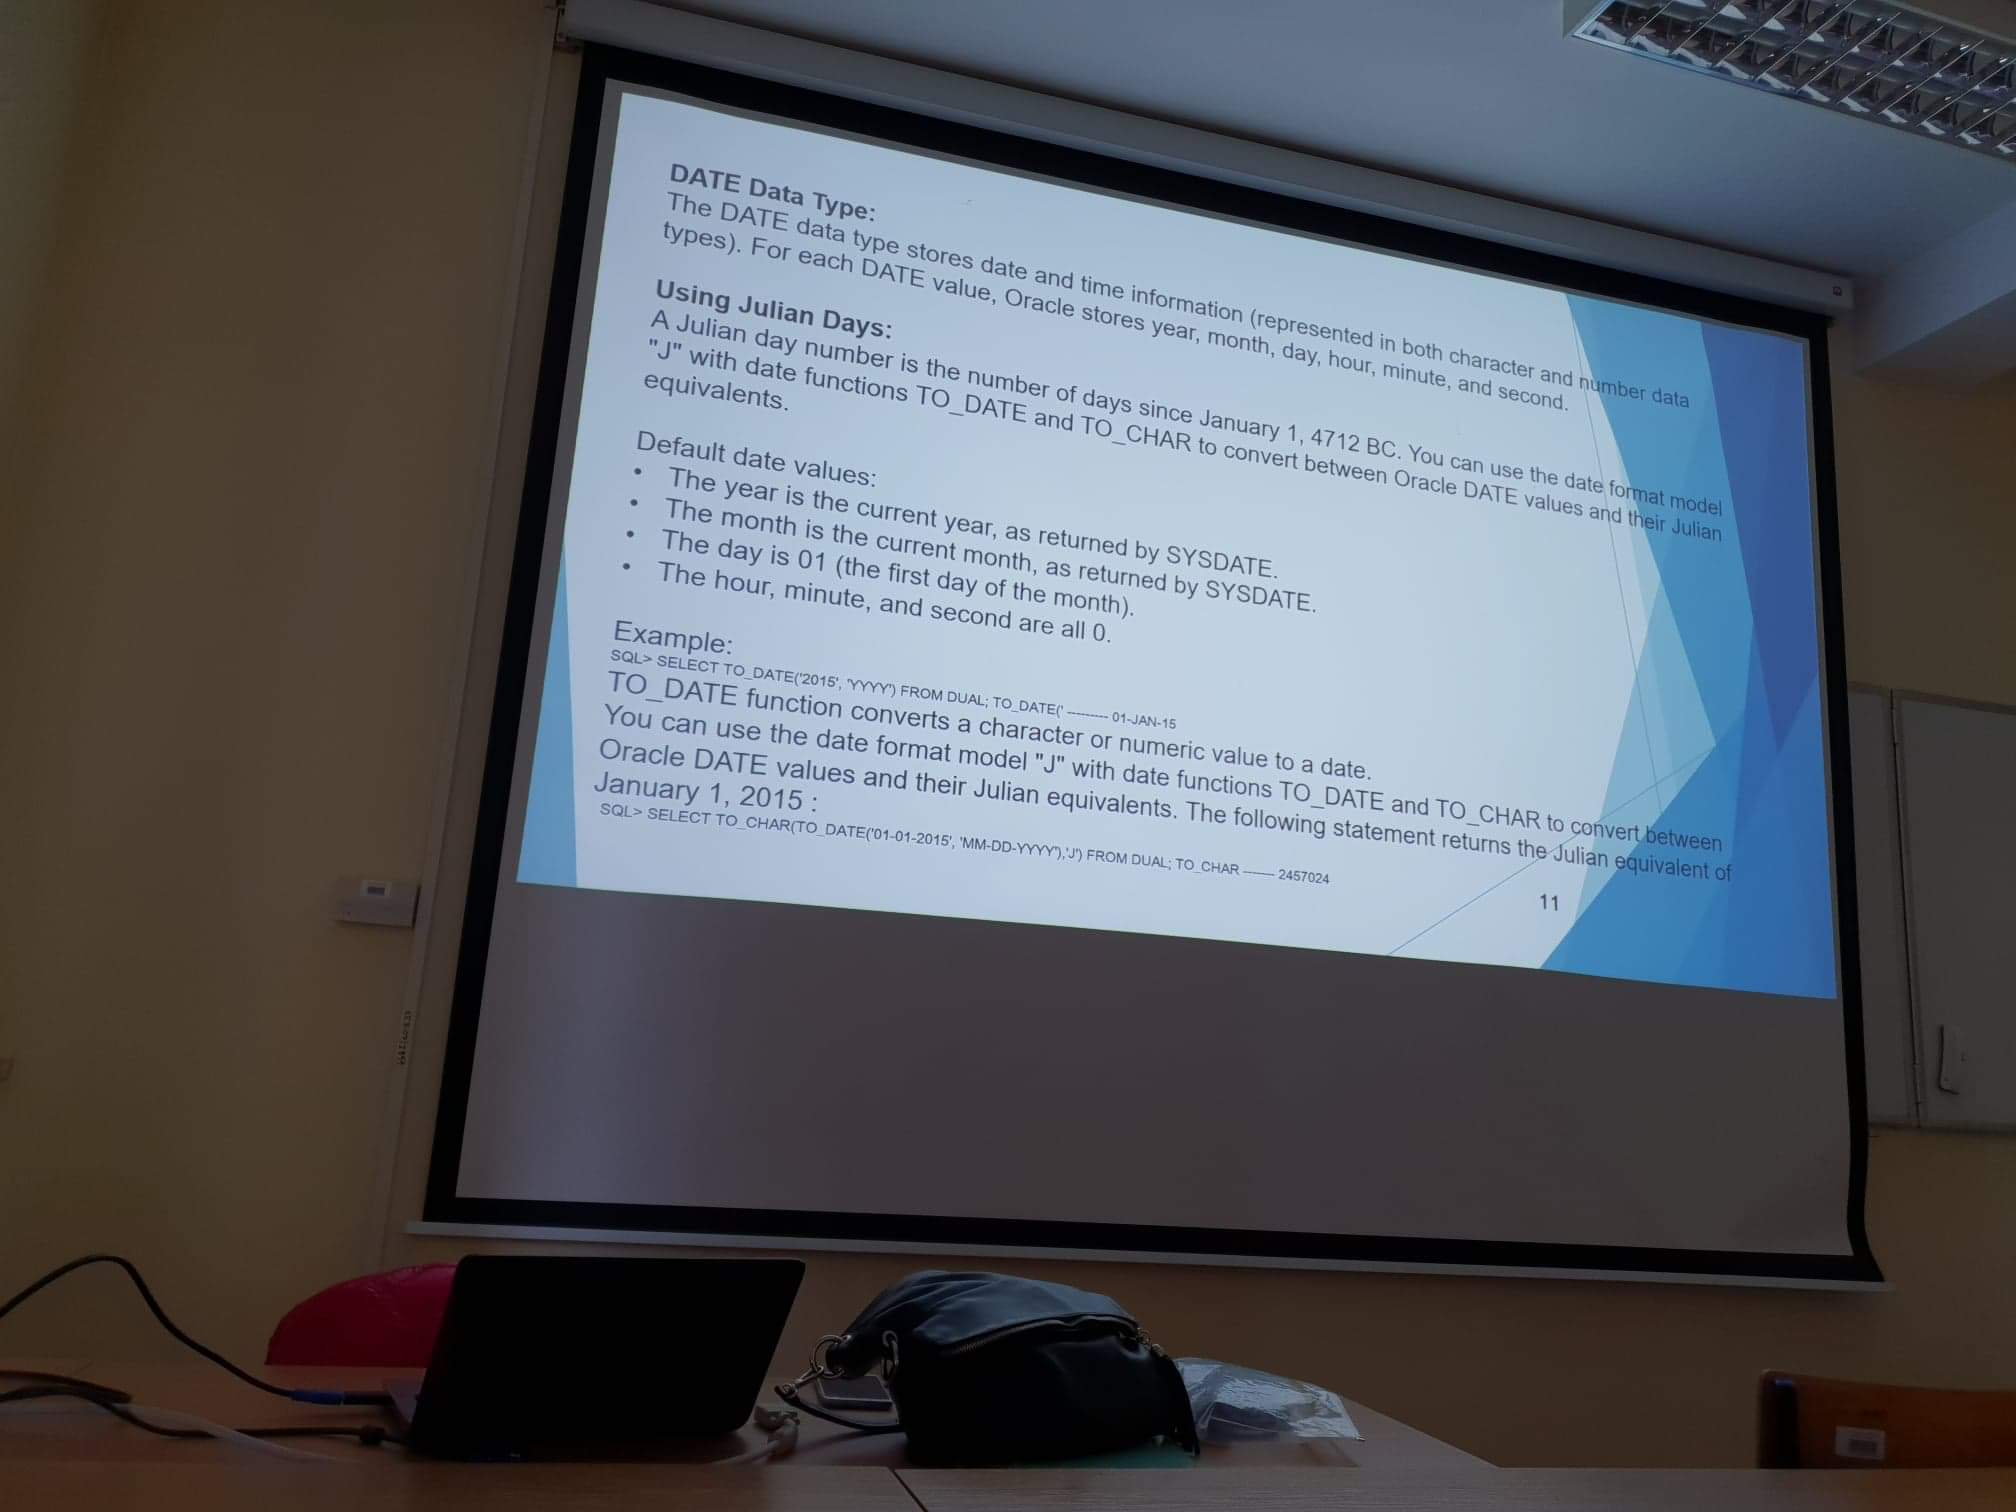 DATE Data Type:
The DATE data type stores date and time information (represented in both character and number data
types). For each DATE value, Oracle stores year, month, day, hour, minute, and second.
Using Julian Days:
A Julian day number is the number of days since January 1, 4712 BC. You can use the date format model
"J" with date functions TO_DATE and TO_CHAR to convert between Oracle DATE values and their Julian
equivalents.
Default date values:
• The year is the current year, as returned by SYSDATE.
• The month is the current month, as returned by SYSDATE.
• The day is 01 (the first day of the month).
• The hour, minute, and second are all 0.
Example:
SQL> SELECT TO_DATE('2015', 'YYYY') FROM DUAL; TO_DATE(' --------- 01-JAN-15
TO_DATE function converts a character or numeric value to a date.
You can use the date format model "J" with date functions TO_DATE and TO_CHAR to convert between
Oracle DATE values and their Julian equivalents. The following statement returns the Julian equivalent of
January 1, 2015 :
SQL> SELECT TO_CHAR(TO_DATE('01-01-2015', 'MM-DD-YYYY'),'J') FROM DUAL; TO_CHAR ------- 2457024
11